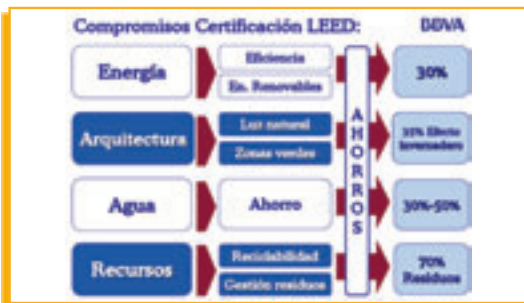 Compromisos Certificación LEED: BBVA
Energía
Eficiencia
En. Renovables
30%
Arquitectura
Luz natural
Zonas verdes
35% Efecto
Invernadero
Agua
Ahorro
30%-50%
Recursos
Reciclabilidad
Gestión residuos
70%
Residuos
AHORROS